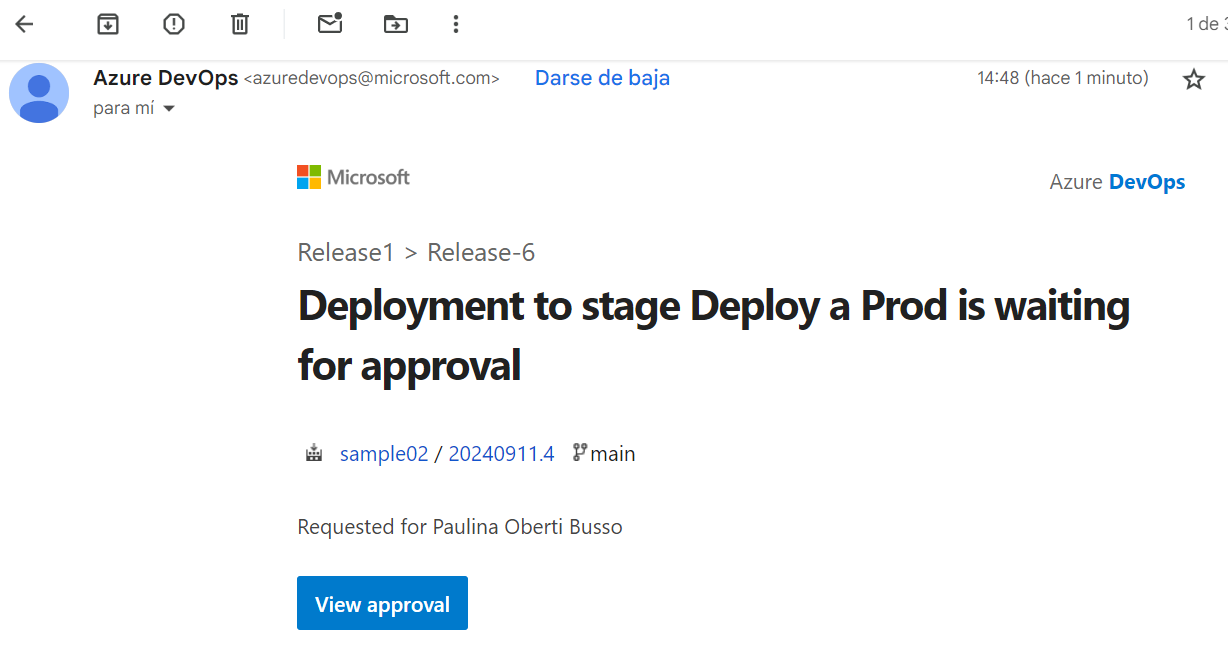 1 de 3
Azure DevOps <azuredevops@microsoft.com> Darse de baja 14:48 (hace 1 minuto)
para mí
Microsoft
Azure DevOps
Release1 > Release-6
Deployment to stage Deploy a Prod is waiting
for approval
sample02 / 20240911.4 main
Requested for Paulina Oberti Busso
View approval